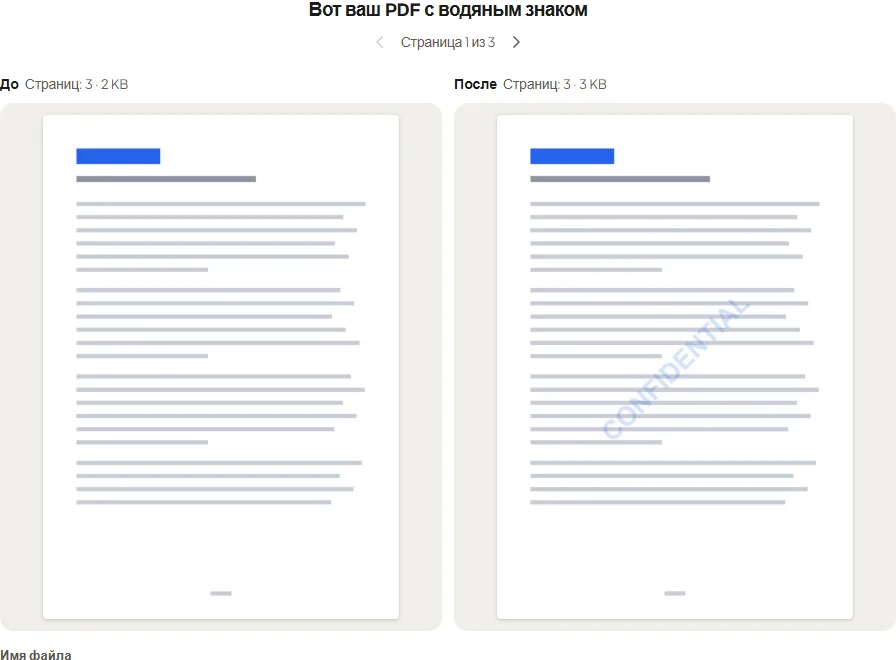 Вот ваш PDF с водяным знаком
Страница 1 из 3
До Страниц: 3 · 2 KB
После Страниц: 3 · 3 KB
CONFIDENTIAL
Имя файла